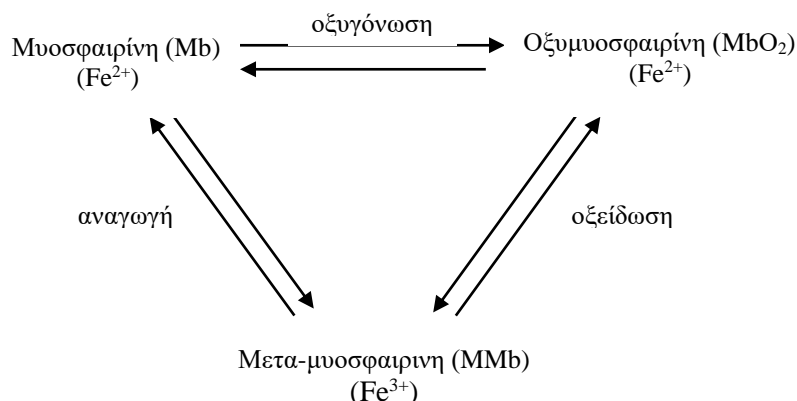 οξυγόνωση
Μυοσφαιρίνη (Mb)
(Fe²⁺)
Οξυμυοσφαιρίνη (MbO₂)
(Fe²⁺)
αναγωγή
οξείδωση
Μετα-μυοσφαιρινη (MMb)
(Fe³⁺)